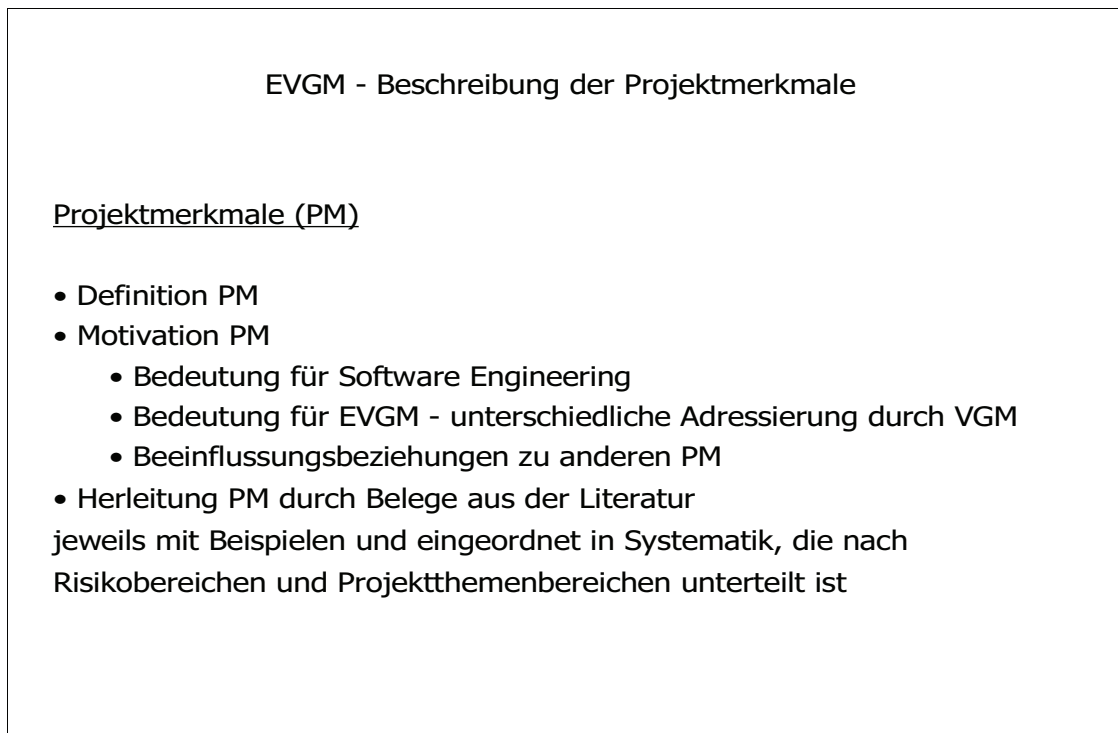 EVGM - Beschreibung der Projektmerkmale
Projektmerkmale (PM)
• Definition PM
• Motivation PM
• Bedeutung für Software Engineering
• Bedeutung für EVGM - unterschiedliche Adressierung durch VGM
• Beeinflussungsbeziehungen zu anderen PM
• Herleitung PM durch Belege aus der Literatur
jeweils mit Beispielen und eingeordnet in Systematik, die nach
Risikobereichen und Projektthemenbereichen unterteilt ist